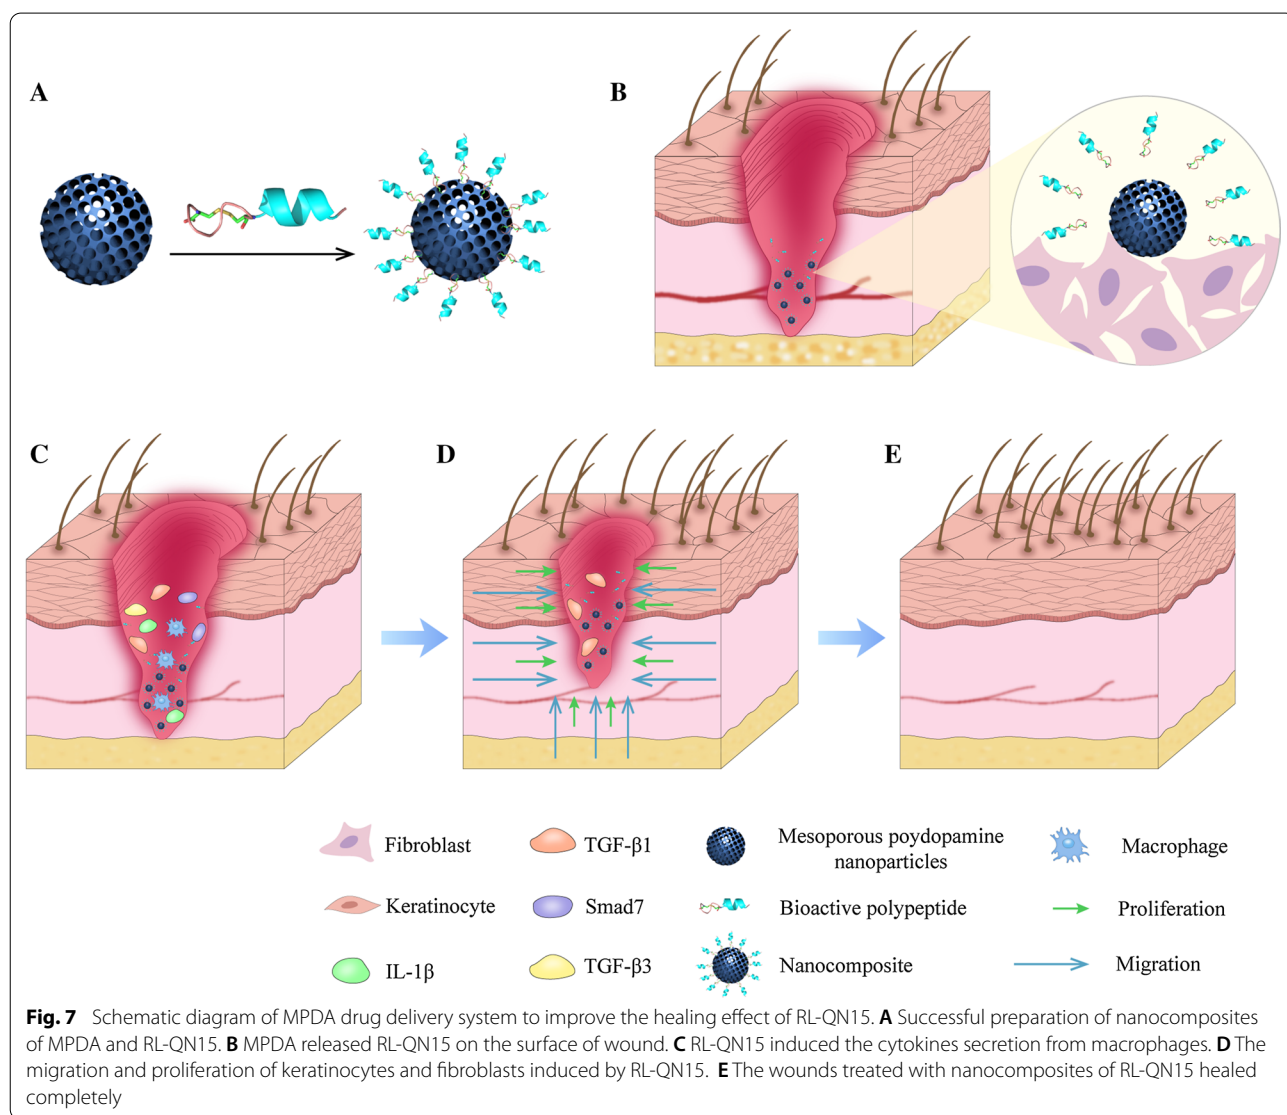 A
B
C
D
E
Fibroblast
TGF-β1
Mesoporous poydopamine
nanoparticles
Macrophage
Keratinocyte
Smad7
Bioactive polypeptide
Proliferation
IL-1β
TGF-β3
Nanocomposite
Migration
Fig. 7 Schematic diagram of MPDA drug delivery system to improve the healing effect of RL-QN15. A Successful preparation of nanocomposites
of MPDA and RL-QN15. B MPDA released RL-QN15 on the surface of wound. C RL-QN15 induced the cytokines secretion from macrophages. D The
migration and proliferation of keratinocytes and fibroblasts induced by RL-QN15. E The wounds treated with nanocomposites of RL-QN15 healed
completely